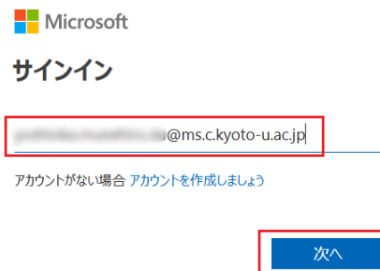 Microsoft
サインイン
@ms.c.kyoto-u.ac.jp
アカウントがない場合 アカウントを作成しましょう
次へ